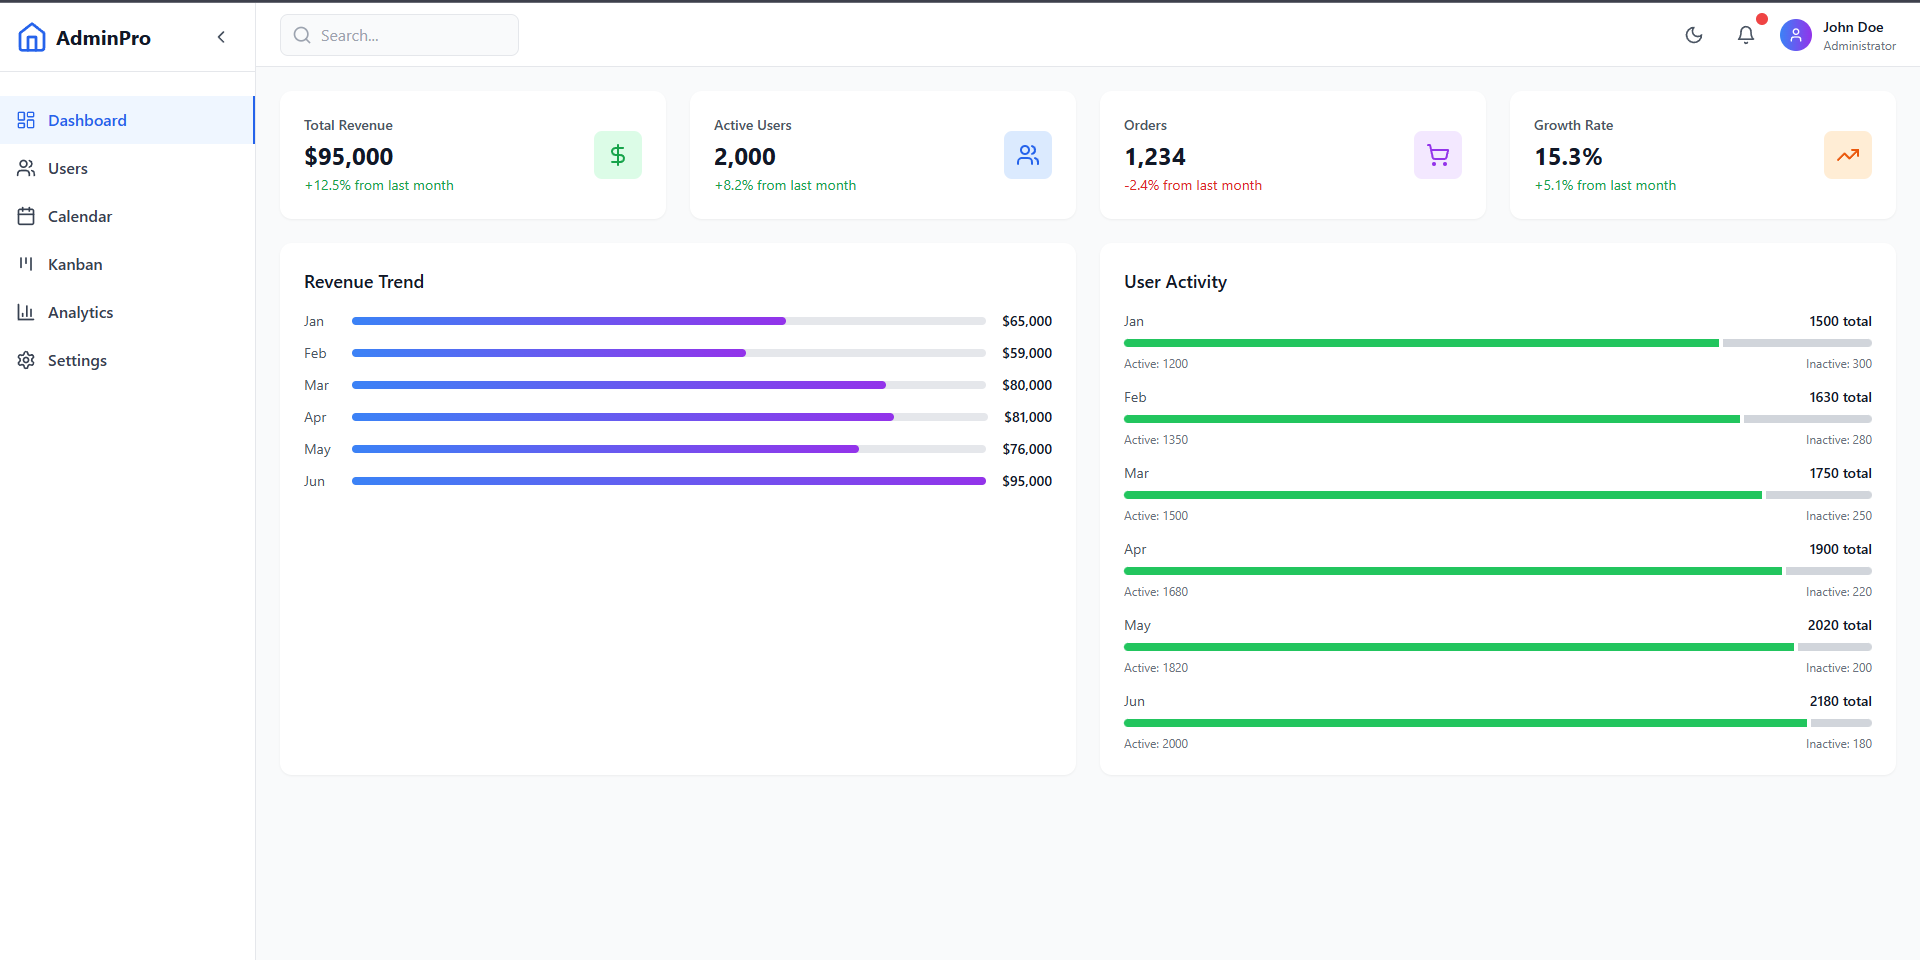 AdminPro
Search...
John Doe
Administrator
Dashboard
Users
Calendar
Kanban
Analytics
Settings
Total Revenue
$95,000
+12.5% from last month
Active Users
2,000
+8.2% from last month
Orders
1,234
-2.4% from last month
Growth Rate
15.3%
+5.1% from last month
Revenue Trend
Jan $65,000
Feb $59,000
Mar $80,000
Apr $81,000
May $76,000
Jun $95,000
User Activity
Jan 1500 total
Active: 1200 Inactive: 300
Feb 1630 total
Active: 1350 Inactive: 280
Mar 1750 total
Active: 1500 Inactive: 250
Apr 1900 total
Active: 1680 Inactive: 220
May 2020 total
Active: 1820 Inactive: 200
Jun 2180 total
Active: 2000 Inactive: 180